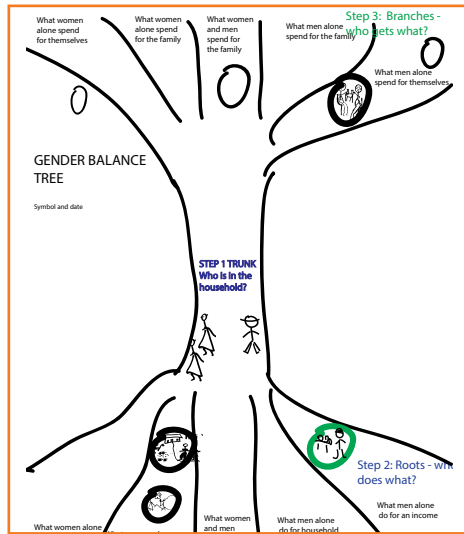 What women
alone spend
for themselves
What women
alone spend
for the family
What women
and men
spend for
the family
What men alone
spend for the family
Step 3: Branches -
who gets what?
What men alone
spend for themselves
GENDER BALANCE
TREE
Symbol and date
STEP 1 TRUNK
Who is in the
household?
Step 2: Roots - who
does what?
What men alone
do for an income
What women alone
What women alone
What women
and men
What men alone
do for household